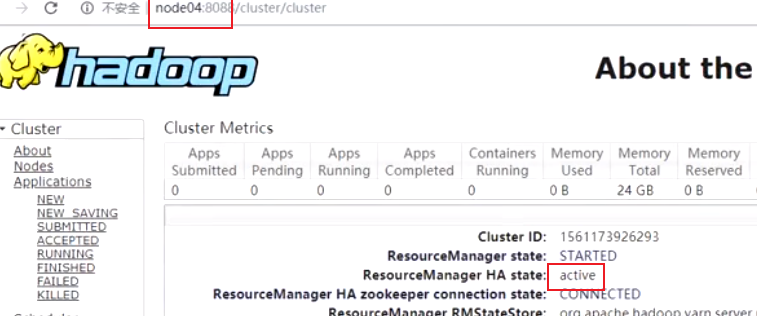 不安全 | node04:8088/cluster/cluster
hadoop
About the
Cluster
About
Nodes
Applications
NEW
NEW_SAVING
SUBMITTED
ACCEPTED
RUNNING
FINISHED
FAILED
KILLED
Cluster Metrics
Apps Submitted Apps Pending Apps Running Apps Completed Containers Running Memory Used Memory Total Memory Reserved
0 0 0 0 0 0 B 24 GB 0 B
Cluster ID: 1561173926293
ResourceManager state: STARTED
ResourceManager HA state: active
ResourceManager HA zookeeper connection state: CONNECTED
ResourceManager RMStateStore: org.apache.hadoop.yarn.server